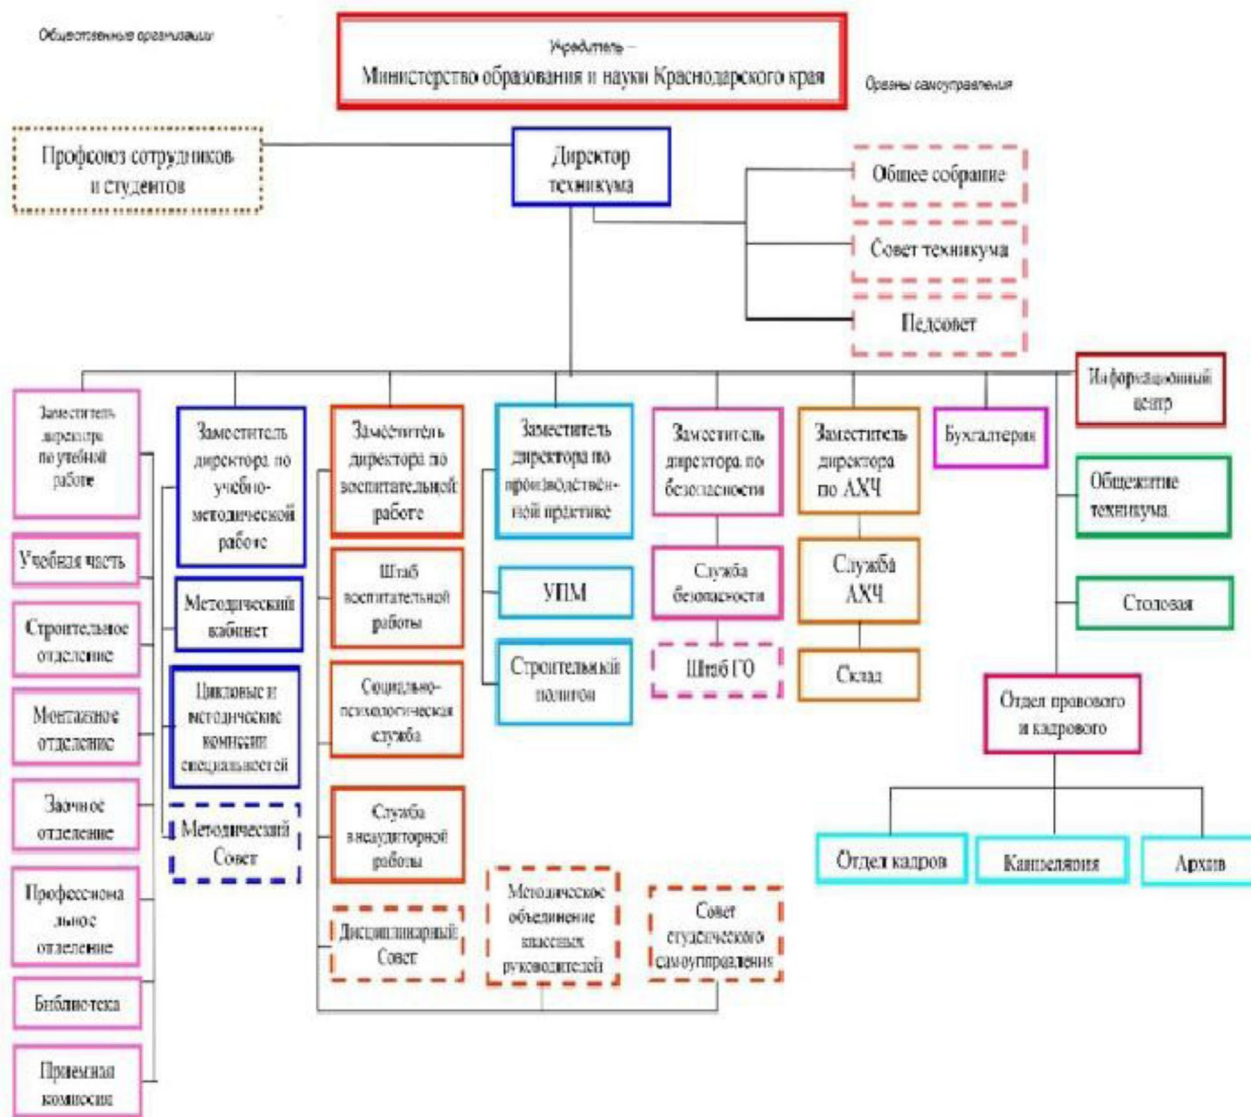 Общественные организации
Учредитель –
Министерство образования и науки Краснодарского края
Органы самоуправления
Профсоюз сотрудников
и студентов
Директор
техникума
Общее собрание
Совет техникума
Педсовет
Информационный
центр
Заместитель
директора
по учебной
работе
Заместитель
директора по
учебно-
методической
работе
Заместитель
директора по
воспитательной
работе
Заместитель
директора по
производствен-
ной практике
Заместитель
директора по
безопасности
Заместитель
директора
по АХЧ
Бухгалтерия
Общежитие
техникума
Учебная часть
Методический
кабинет
Штаб
воспитательной
работы
УПМ
Служба
безопасности
Служба
АХЧ
Столовая
Строительное
отделение
Цикловые и
методические
комиссии
специальностей
Социально-
психологическая
служба
Строительный
полигон
Штаб ГО
Склад
Отдел правового
и кадрового
Монтажное
отделение
Заочное
отделение
Методический
Совет
Служба
внеаудиторной
работы
Отдел кадров
Канцелярия
Архив
Профессиона
льное
отделение
Дисциплинарный
Совет
Методическое
объединение
классных
руководителей
Совет
студенческого
самоупправления
Библиотека
Приемная
комиссия